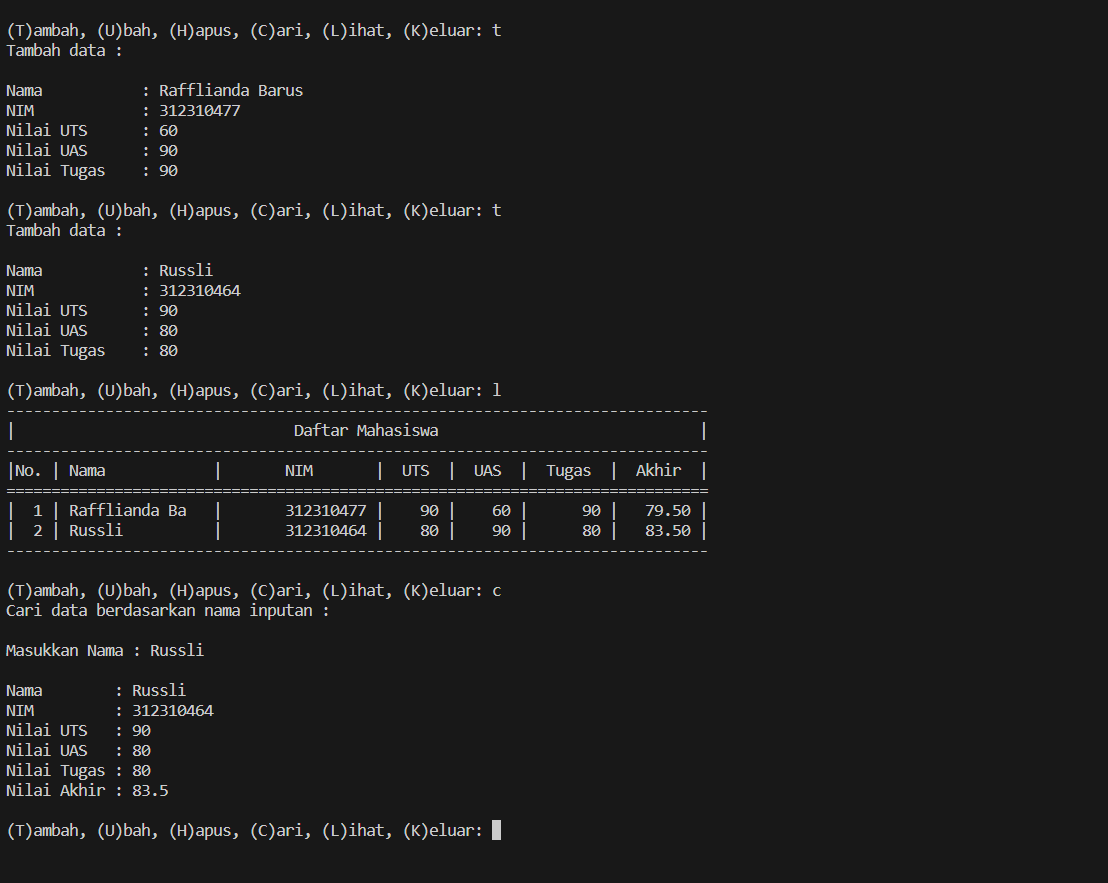 (T)ambah, (U)bah, (H)apus, (C)ari, (L)ihat, (K)eluar: t
Tambah data :
Nama           : Rafflianda Barus
NIM            : 312310477
Nilai UTS      : 60
Nilai UAS      : 90
Nilai Tugas    : 90
(T)ambah, (U)bah, (H)apus, (C)ari, (L)ihat, (K)eluar: t
Tambah data :
Nama           : Russli
NIM            : 312310464
Nilai UTS      : 90
Nilai UAS      : 80
Nilai Tugas    : 80
(T)ambah, (U)bah, (H)apus, (C)ari, (L)ihat, (K)eluar: l
------------------------------------------------------------------------------
|                               Daftar Mahasiswa                             |
------------------------------------------------------------------------------
|No. | Nama            |       NIM       |  UTS  |  UAS  |  Tugas  |  Akhir  |
==============================================================================
|  1 | Rafflianda Ba   |       312310477 |    90 |    60 |      90 |   79.50 |
|  2 | Russli          |       312310464 |    80 |    90 |      80 |   83.50 |
------------------------------------------------------------------------------
(T)ambah, (U)bah, (H)apus, (C)ari, (L)ihat, (K)eluar: c
Cari data berdasarkan nama inputan :
Masukkan Nama : Russli
Nama        : Russli
NIM         : 312310464
Nilai UTS   : 90
Nilai UAS   : 80
Nilai Tugas : 80
Nilai Akhir : 83.5
(T)ambah, (U)bah, (H)apus, (C)ari, (L)ihat, (K)eluar: